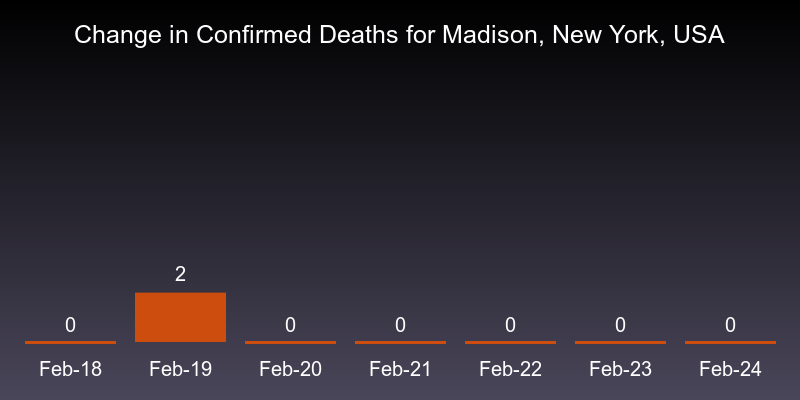 Change in Confirmed Deaths for Madison, New York, USA
2
0 0 0 0 0 0
Feb-18 Feb-19 Feb-20 Feb-21 Feb-22 Feb-23 Feb-24